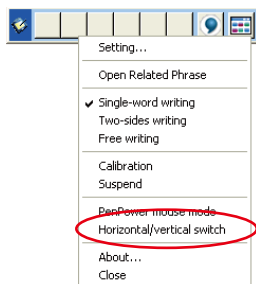 Setting...
Open Related Phrase
Single-word writing
Two-sides writing
Free writing
Calibration
Suspend
PenPower mouse mode
Horizontal/vertical switch
About...
Close